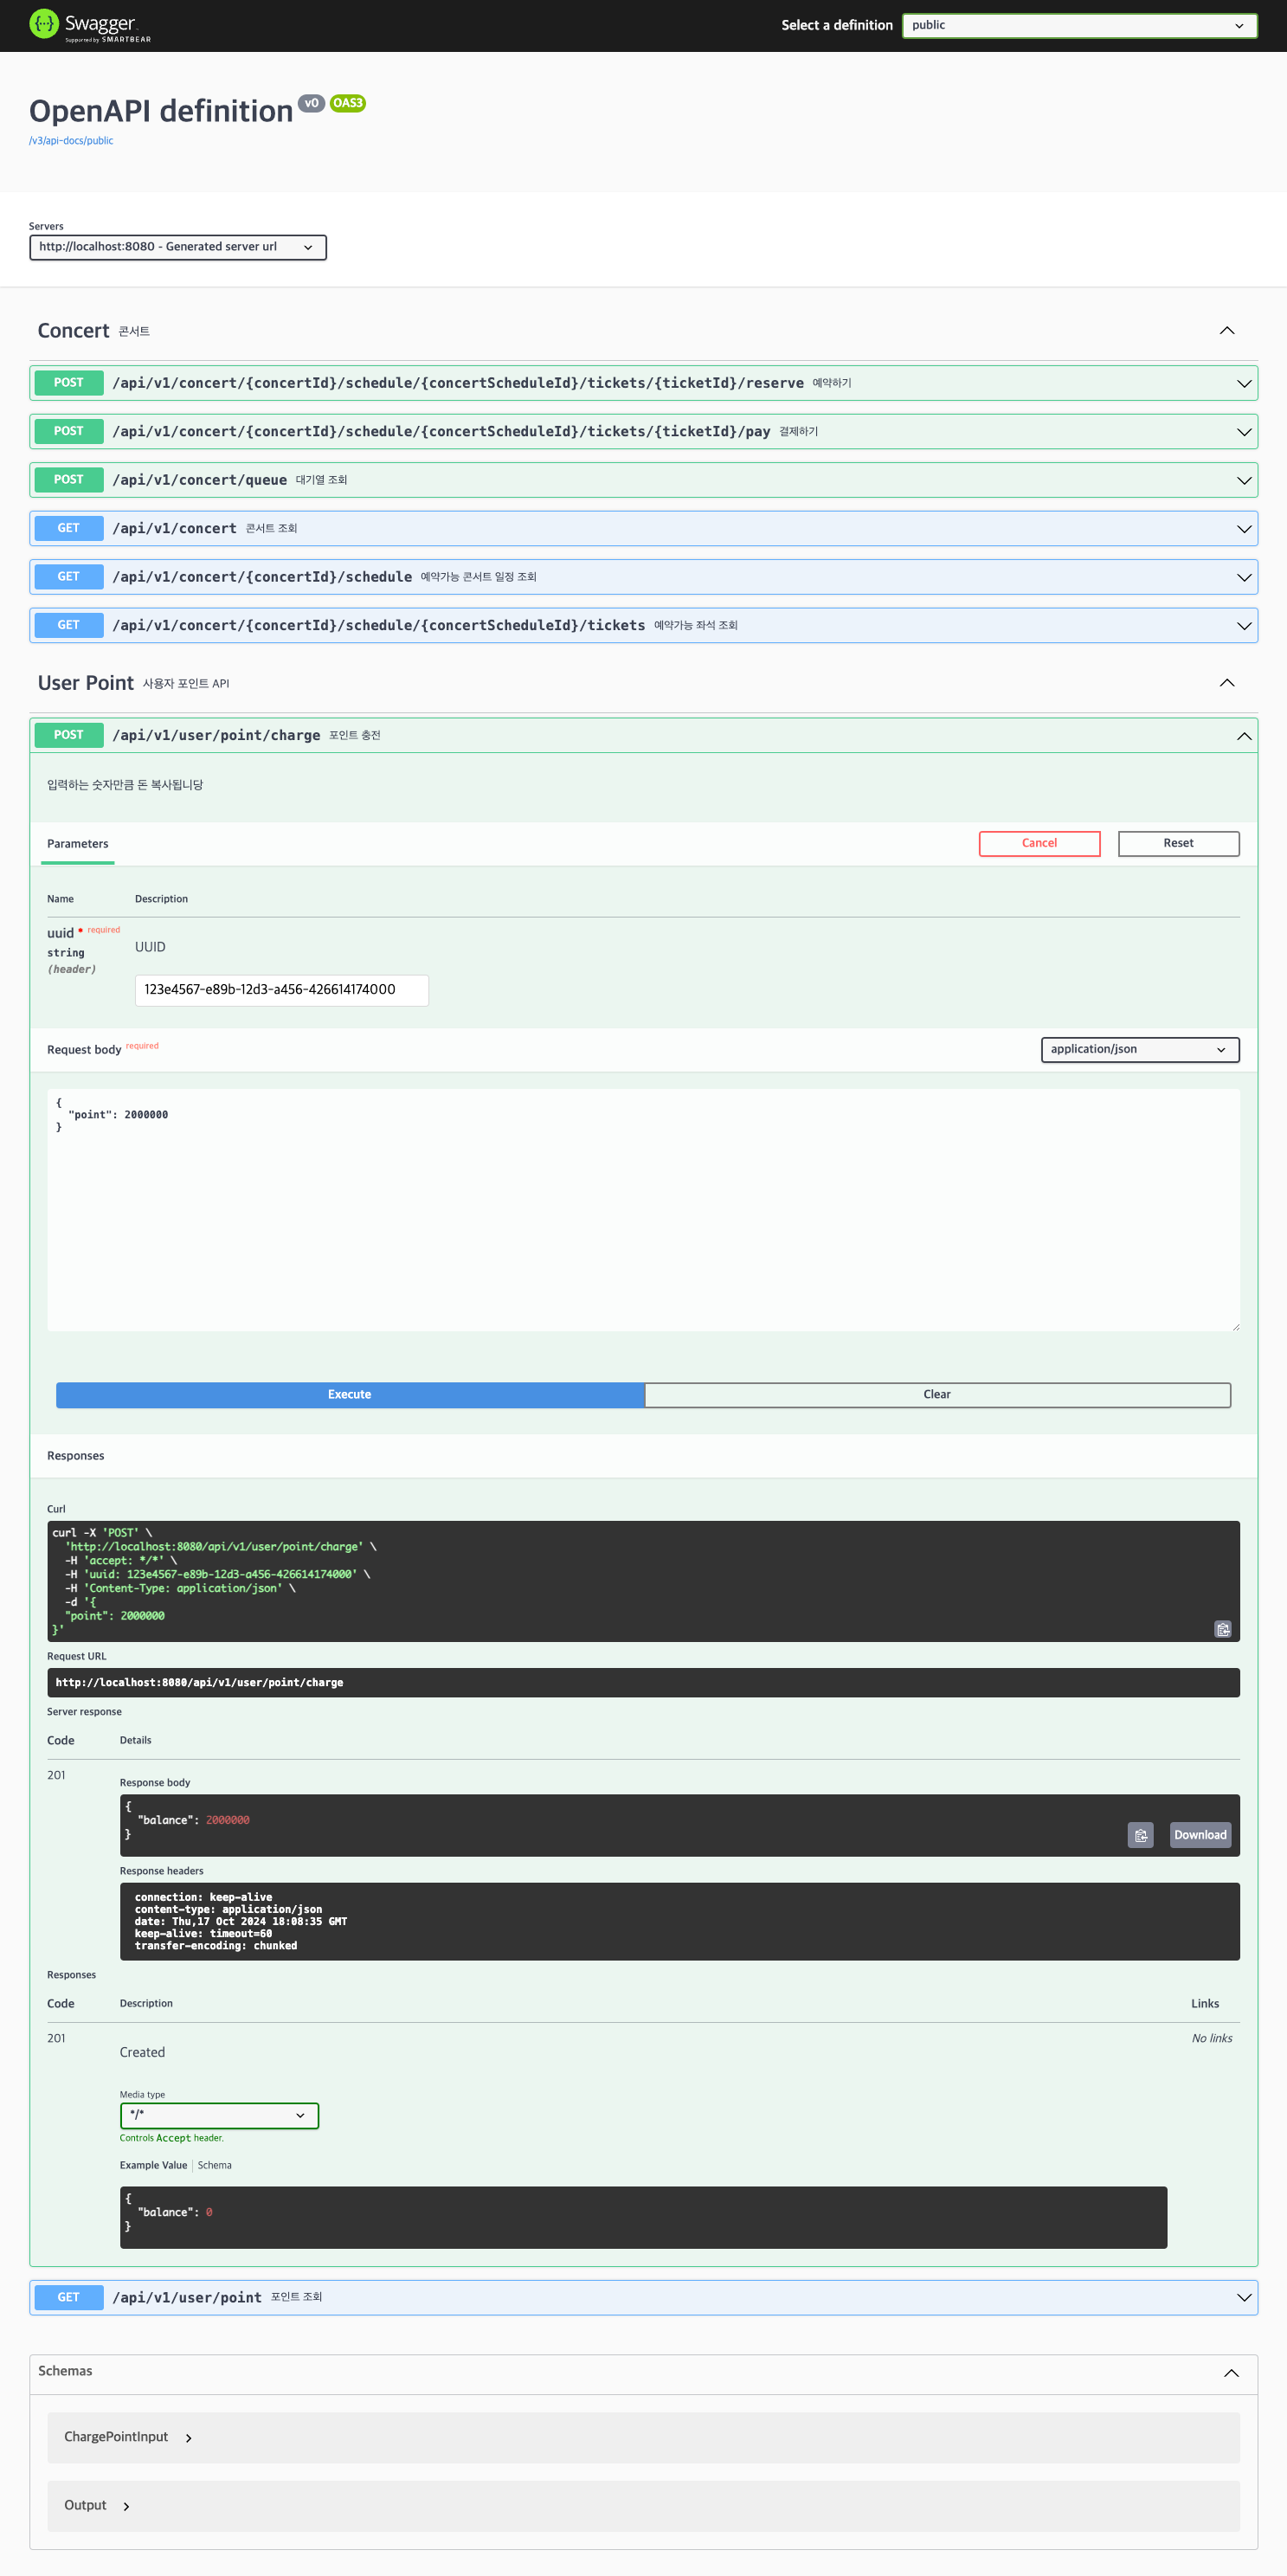 Swagger
Supported by SMARTBEAR
Select a definition
public
OpenAPI definition v0 OAS3
/v3/api-docs/public
Servers
http://localhost:8080 - Generated server url
Concert 콘서트
POST /api/v1/concert/{concertId}/schedule/{concertScheduleId}/tickets/{ticketId}/reserve 예약하기
POST /api/v1/concert/{concertId}/schedule/{concertScheduleId}/tickets/{ticketId}/pay 결제하기
POST /api/v1/concert/queue 대기열 조회
GET /api/v1/concert 콘서트 조회
GET /api/v1/concert/{concertId}/schedule 예약가능 콘서트 일정 조회
GET /api/v1/concert/{concertId}/schedule/{concertScheduleId}/tickets 예약가능 좌석 조회
User Point 사용자 포인트 API
POST /api/v1/user/point/charge 포인트 충전
입력하는 숫자만큼 돈 복사됩니당
Parameters
Cancel
Reset
Name Description
uuid * required
string
(header)
UUID
123e4567-e89b-12d3-a456-426614174000
Request body required
application/json
{
"point": 2000000
}
Execute
Clear
Responses
Curl
curl -X 'POST' \
'http://localhost:8080/api/v1/user/point/charge' \
-H 'accept: */*' \
-H 'uuid: 123e4567-e89b-12d3-a456-426614174000' \
-H 'Content-Type: application/json' \
-d '{
"point": 2000000
}'
Request URL
http://localhost:8080/api/v1/user/point/charge
Server response
Code Details
201
Response body
{
"balance": 2000000
}
Download
Response headers
connection: keep-alive
content-type: application/json
date: Thu,17 Oct 2024 18:08:35 GMT
keep-alive: timeout=60
transfer-encoding: chunked
Responses
Code Description Links
201
Created
No links
Media type
*/*
Controls Accept header.
Example Value Schema
{
"balance": 0
}
GET /api/v1/user/point 포인트 조회
Schemas
ChargePointInput
Output